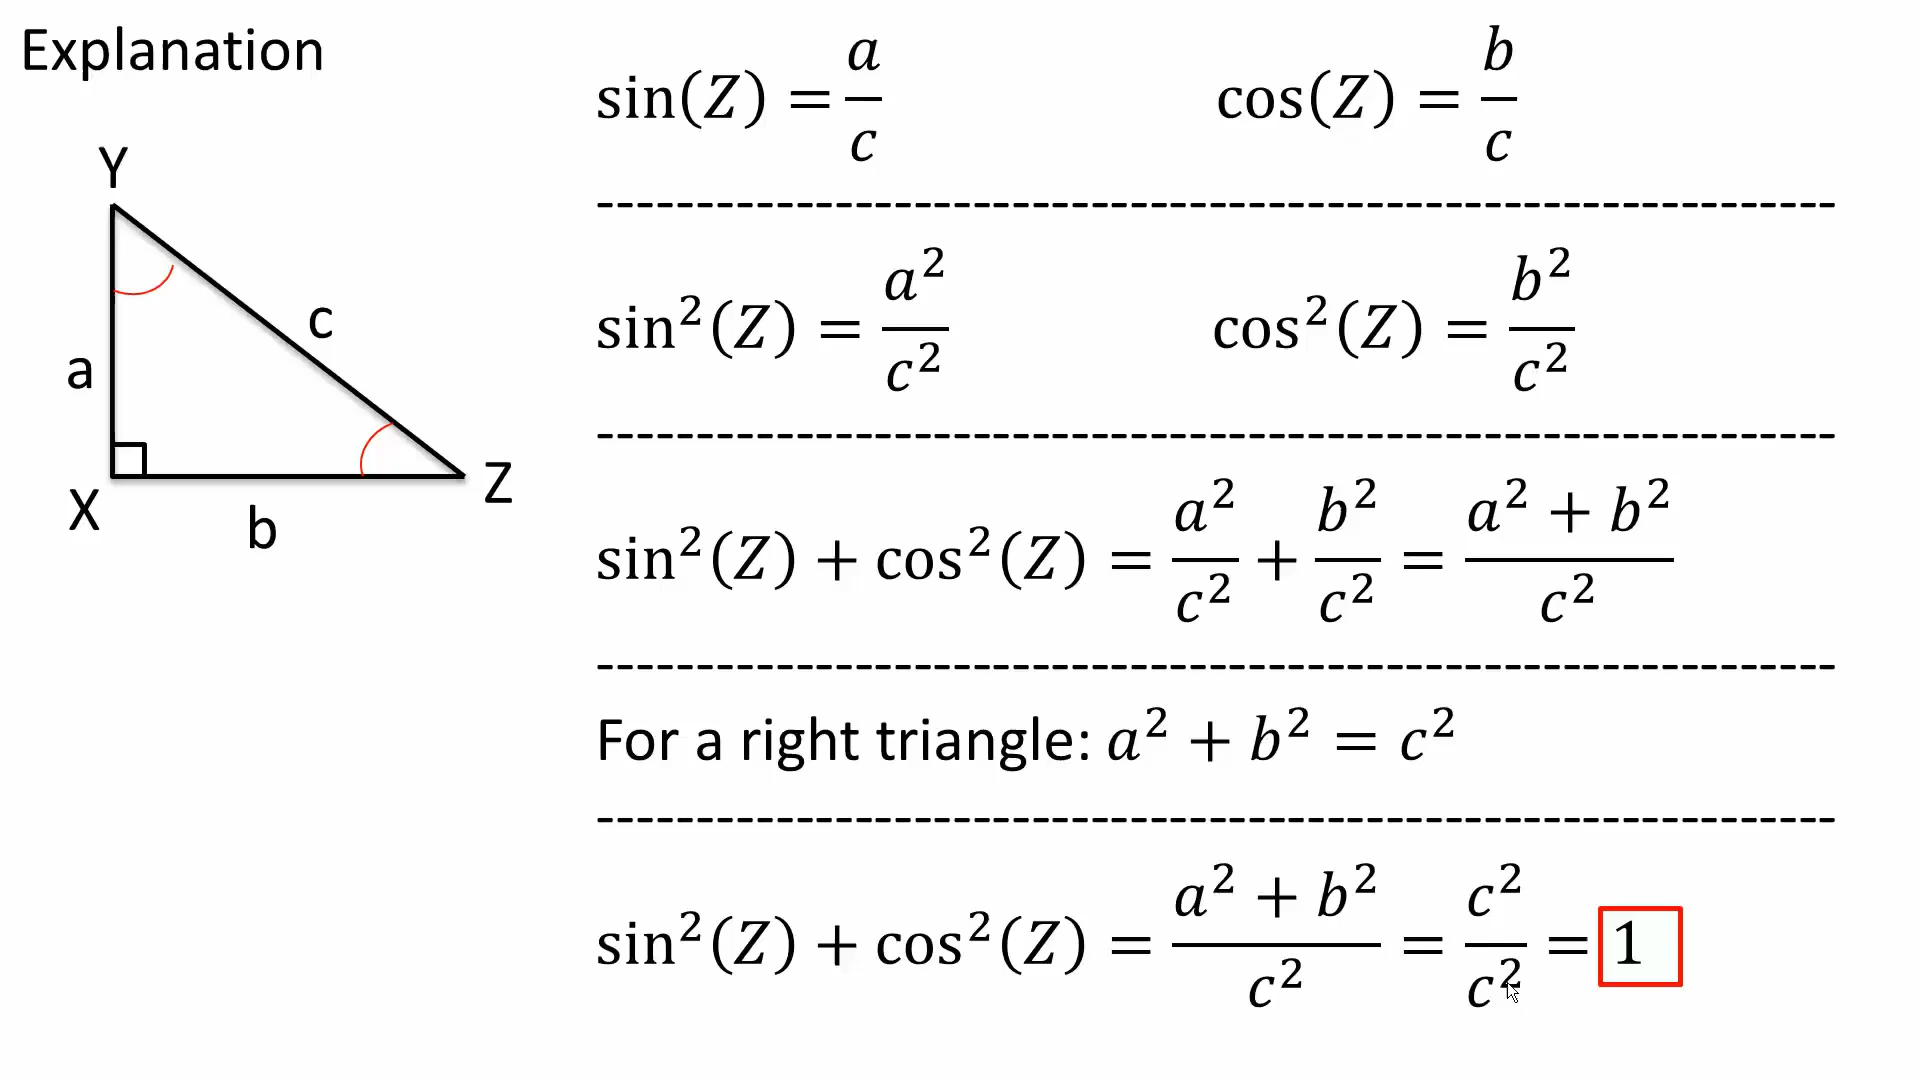 Explanation
sin(Z) = a/c
cos(Z) = b/c
Y
c
a
X
b
Z
sin²(Z) = a²/c²
cos²(Z) = b²/c²
sin²(Z) + cos²(Z) = a²/c² + b²/c² = (a² + b²)/c²
For a right triangle: a² + b² = c²
sin²(Z) + cos²(Z) = (a² + b²)/c² = c²/c² = 1